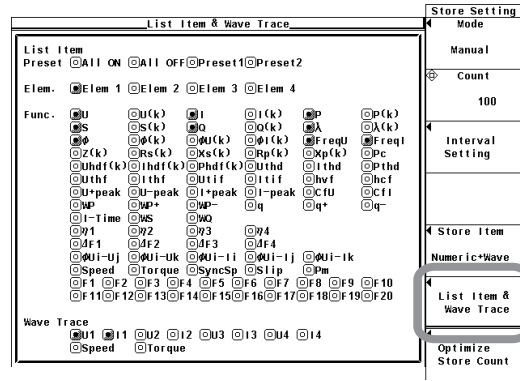 Store Setting
Mode
Manual
Count
100
Interval
Setting
Store Item
Numeric+Wave
List Item &
Wave Trace
Optimize
Store Count
List Item & Wave Trace
List Item
Preset All ON All OFF Preset1 Preset2
Elem. Elem 1 Elem 2 Elem 3 Elem 4
Func. U U(k) I I(k) P P(k)
S S(k) Q Q(k) λ λ(k)
ϕ ϕ(k) ϕU(k) ϕI(k) FreqU FreqI
Z(k) Rs(k) Xs(k) Rp(k) Xp(k) Pc
Uhdf(k) Ihdf(k) Phdf(k) Uthd Ithd Pthd
Uthf Ithf Utif Itif hvf hcf
U+peak U-peak I+peak I-peak CfU CfI
WP WP+ WP- q q+ q-
I-Time WS WQ
η1 η2 η3 η4
ΔF1 ΔF2 ΔF3 ΔF4
ϕUi-Uj ϕUi-Uk ϕUi-Ii ϕUi-Ij ϕUi-Ik
Speed Torque SyncSp Slip Pm
F1 F2 F3 F4 F5 F6 F7 F8 F9 F10
F11 F12 F13 F14 F15 F16 F17 F18 F19 F20
Wave Trace
U1 I1 U2 I2 U3 I3 U4 I4
Speed Torque